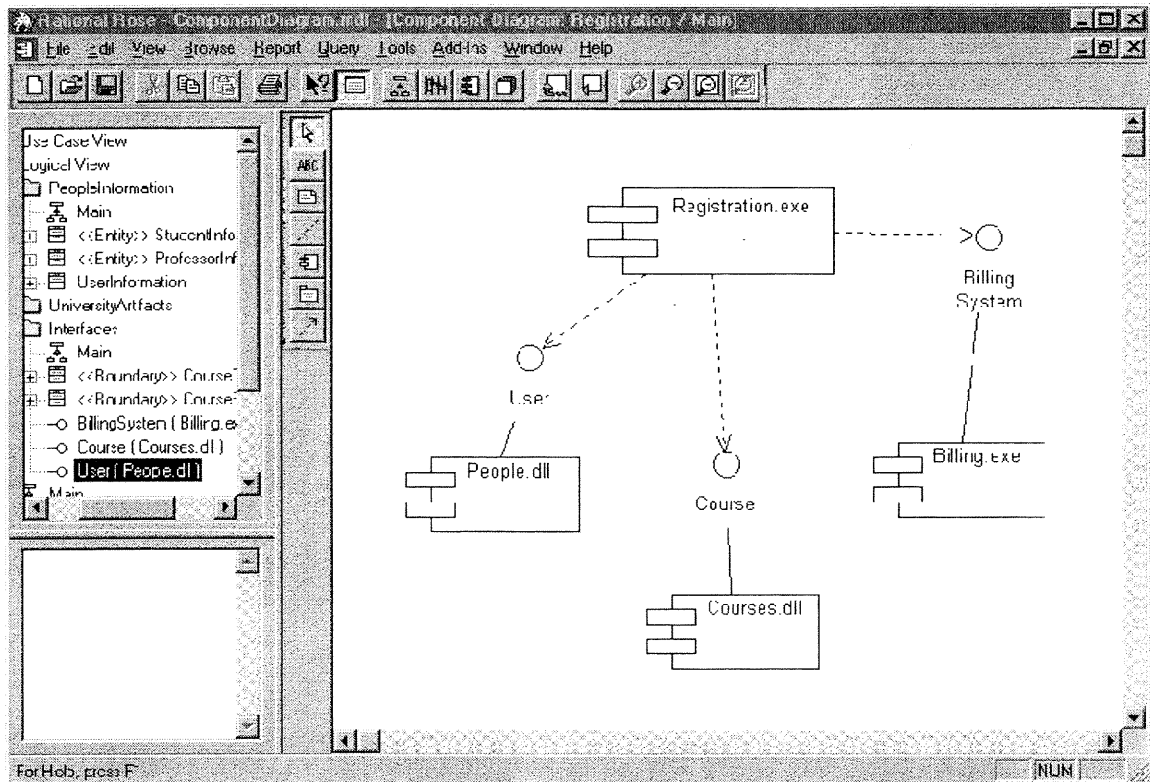 Rational Rose - ComponentDiagram.mdl - [Component Diagram: Registration / Main]
File Edit View Browse Report Query Tools Add-Ins Window Help
Use Case View
Logical View
PeopleInformation
Main
<<Entity>> StudentInfo
<<Entity>> ProfessorInf
UserInformation
UniversityArtifacts
Interfaces
Main
<<Boundary>> Course
<<Boundary>> Course
BillingSystem ( Billing.ex
Course ( Courses.dll )
User ( People.dll )
Main
ABC
Registration.exe
Billing
System
User
People.dll
Course
Billing.exe
Courses.dll
For Help, press F
NUM